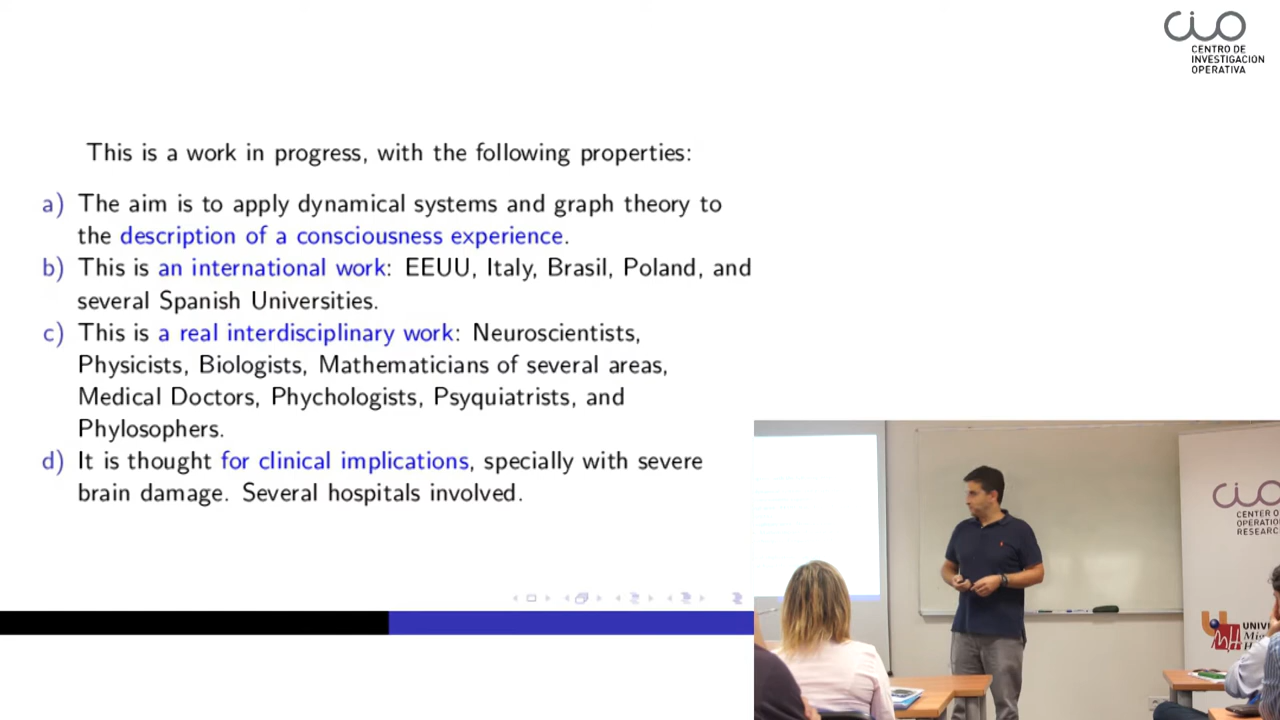 CIO
CENTRO DE
INVESTIGACIÓN
OPERATIVA
This is a work in progress, with the following properties:
a) The aim is to apply dynamical systems and graph theory to
the description of a consciousness experience.
b) This is an international work: EEUU, Italy, Brasil, Poland, and
several Spanish Universities.
c) This is a real interdisciplinary work: Neuroscientists,
Physicists, Biologists, Mathematicians of several areas,
Medical Doctors, Phychologists, Psyquiatrists, and
Phylosophers.
d) It is thought for clinical implications, specially with severe
brain damage. Several hospitals involved.
CIO
CENTER O
OPERATIO
RESEARC
UNIVE
Mi
H